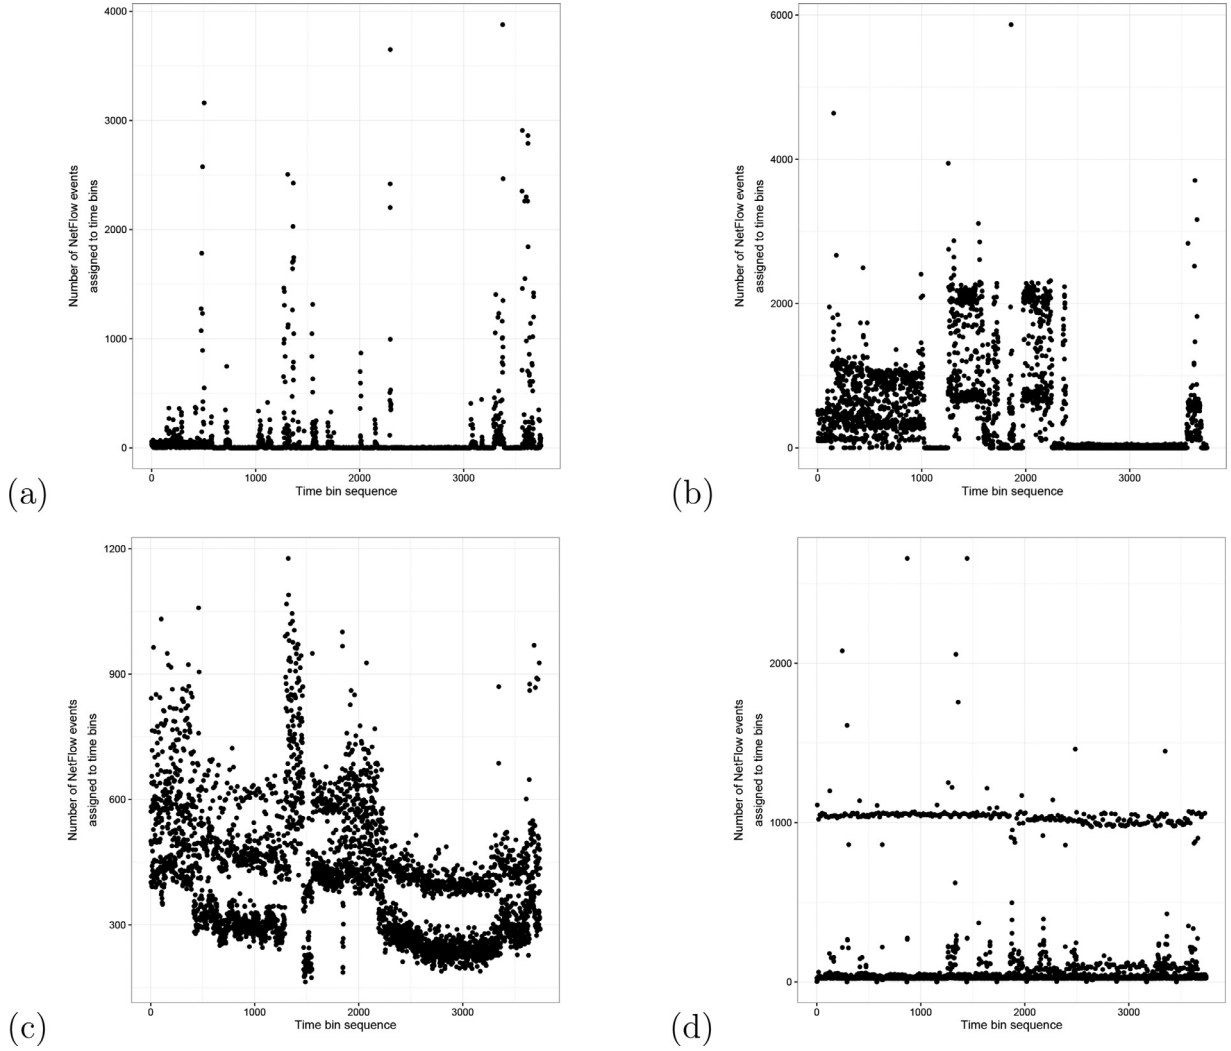 4000
3000
2000
1000
0
Number of NetFlow events
assigned to time bins
0 1000 2000 3000
Time bin sequence
(a)
6000
4000
2000
0
Number of NetFlow events
assigned to time bins
0 1000 2000 3000
Time bin sequence
(b)
1200
900
600
300
Number of NetFlow events
assigned to time bins
0 1000 2000 3000
Time bin sequence
(c)
2000
1000
0
Number of NetFlow events
assigned to time bins
0 1000 2000 3000
Time bin sequence
(d)